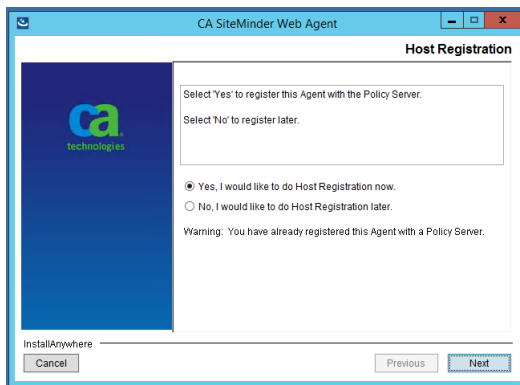 CA SiteMinder Web Agent
Host Registration
ca
technologies
Select 'Yes' to register this Agent with the Policy Server.
Select 'No' to register later.
Yes, I would like to do Host Registration now.
No, I would like to do Host Registration later.
Warning: You have already registered this Agent with a Policy Server.
InstallAnywhere
Cancel
Previous
Next